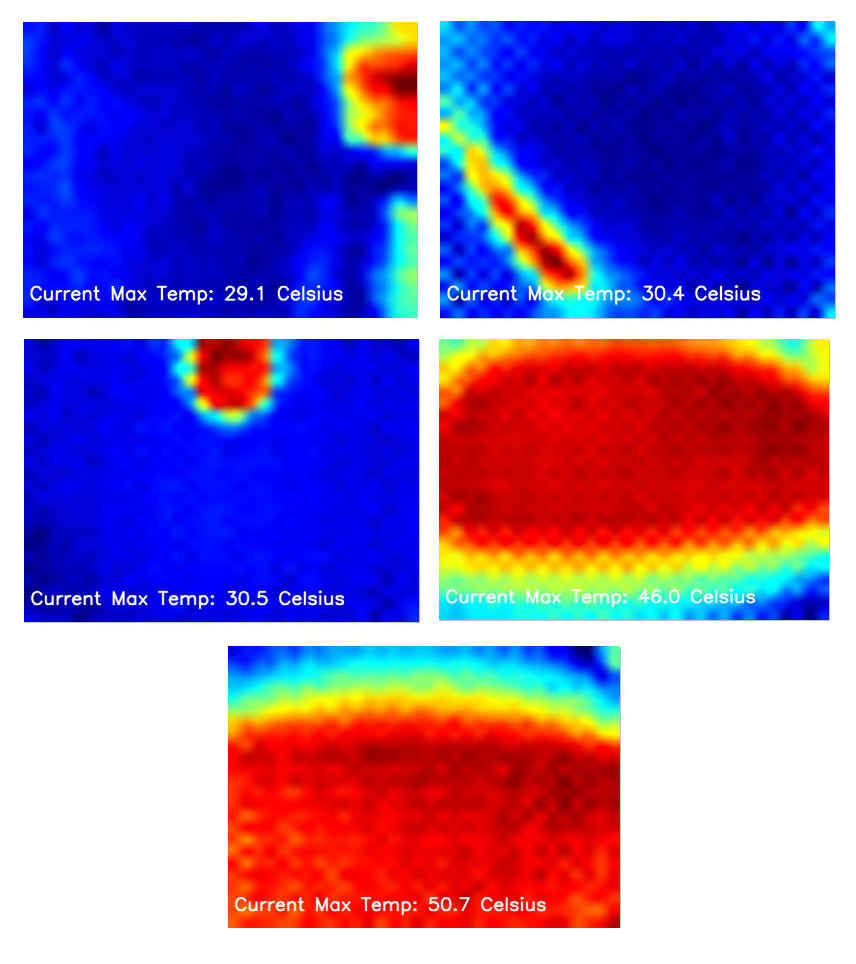 Current Max Temp: 29.1 Celsius
Current Max Temp: 30.4 Celsius
Current Max Temp: 30.5 Celsius
Current Max Temp: 46.0 Celsius
Current Max Temp: 50.7 Celsius